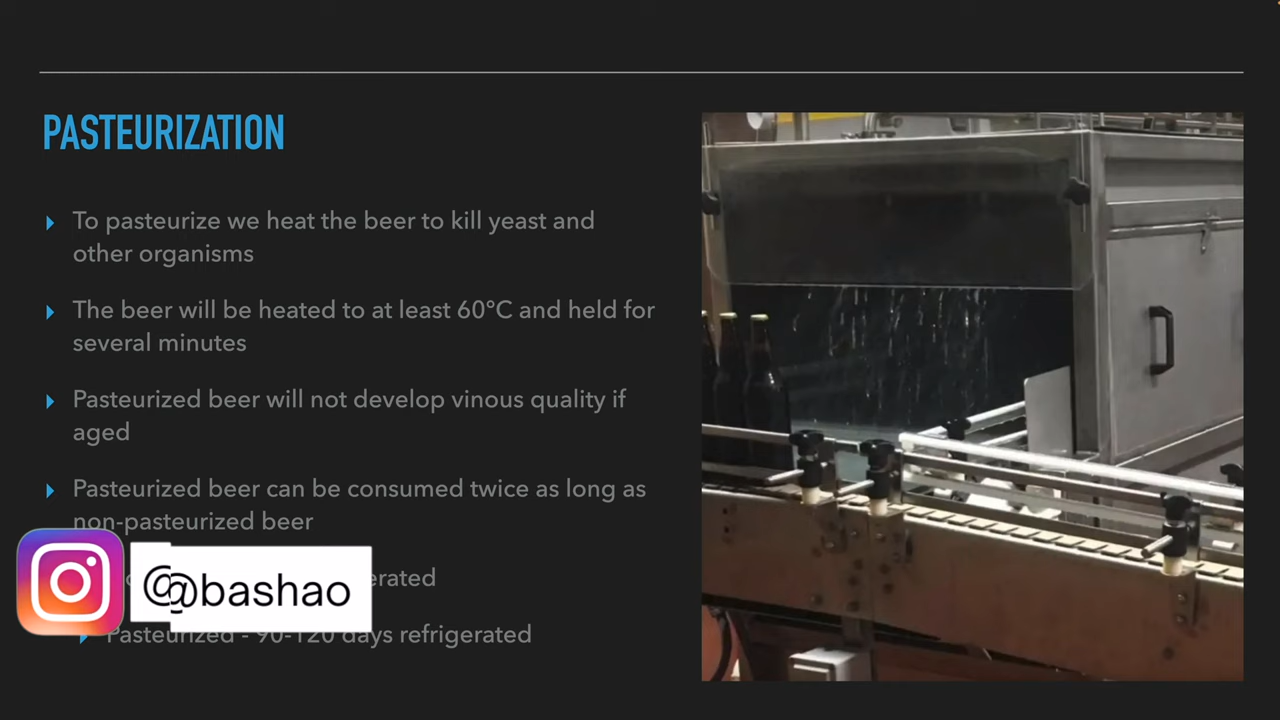 PASTEURIZATION
To pasteurize we heat the beer to kill yeast and
other organisms
The beer will be heated to at least 60°C and held for
several minutes
Pasteurized beer will not develop vinous quality if
aged
Pasteurized beer can be consumed twice as long as
non-pasteurized beer
@bashao
Pasteurized - 90-120 days refrigerated